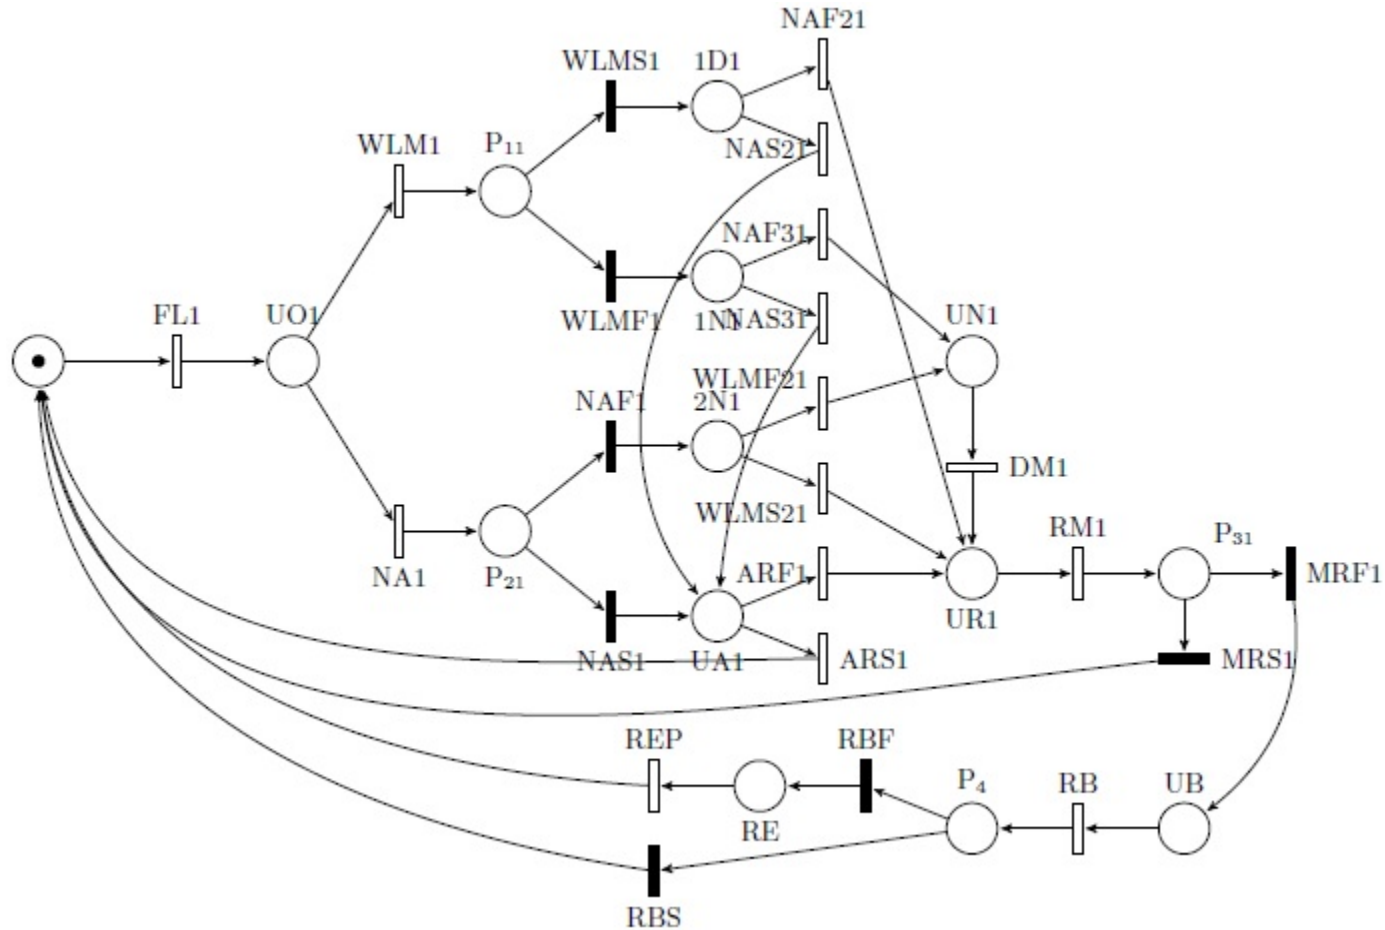 NAF21
WLMS1
1D1
WLM1
P₁₁
NAS21
NAF31
FL1
UO1
WLMF1
1N1
NAS31
UN1
WLMF21
NAF1
2N1
DM1
WLMS21
RM1
P₃₁
NA1
P₂₁
ARF1
MRF1
UR1
NAS1
UA1
ARS1
MRS1
REP
RBF
P₄
RB
UB
RE
RBS